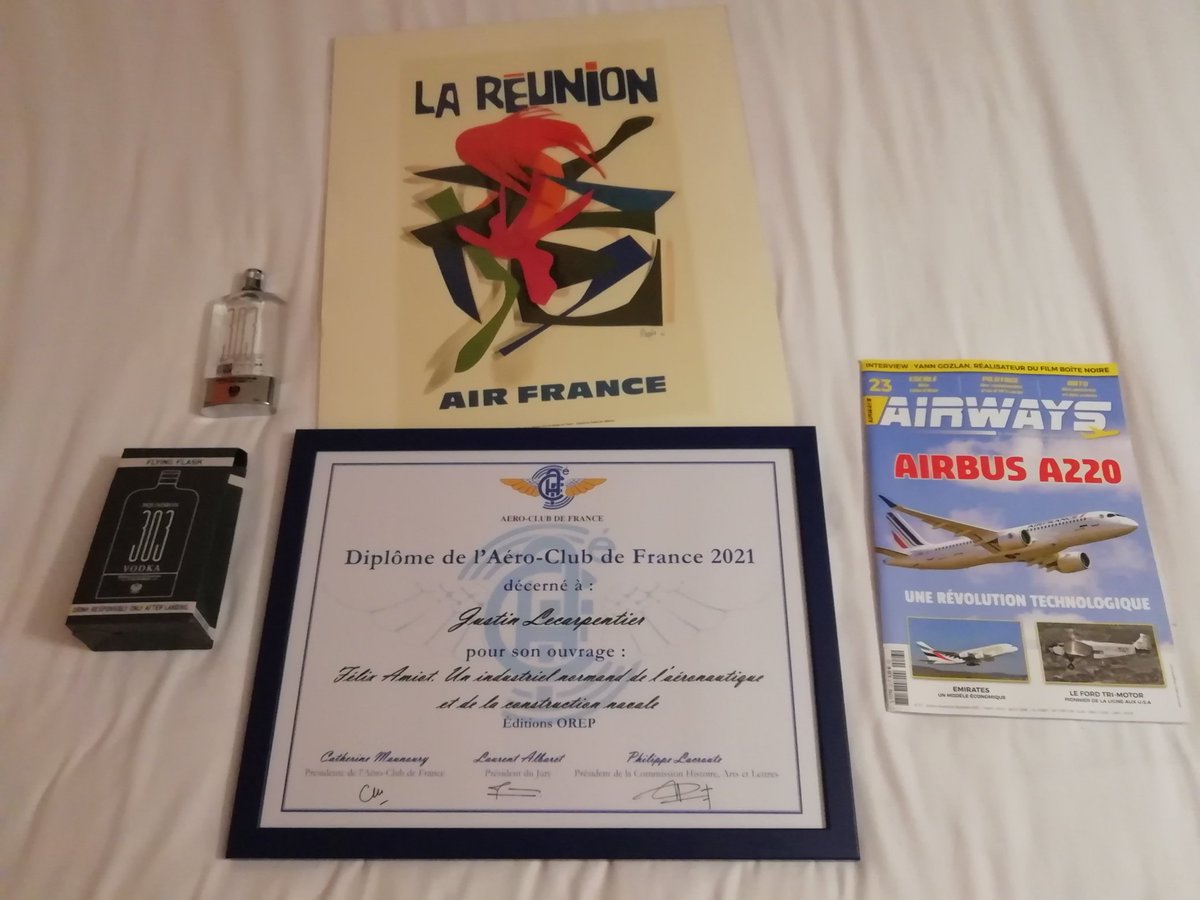 LA RÉUNION
AIR FRANCE
303
FLYING FLASK
303
VODKA
DRINK RESPONSIBLY ONLY AFTER LANDING
AERO-CLUB DE FRANCE
Diplôme de l'Aéro-Club de France 2021
décerné à :
Justin Lecarpentier
pour son ouvrage :
Félix Amiot. Un industriel normand de l'aéronautique
et de la construction navale
Éditions OREP
Catherine Maunoury Laurent Albaret Philippe Lacroute
Présidente de l'Aéro-Club de France Président du Jury Président de la Commission Histoire, Arts et Lettres
INTERVIEW YANN GOZLAN, RÉALISATEUR DU FILM BOÎTE NOIRE
23
AIRWAYS
AIRBUS A220
AIR FRANCE
UNE RÉVOLUTION TECHNOLOGIQUE
EMIRATES
UN MODÈLE ÉCONOMIQUE
LE FORD TRI-MOTOR
PIONNIER DE LA LIGNE AUX U.S.A